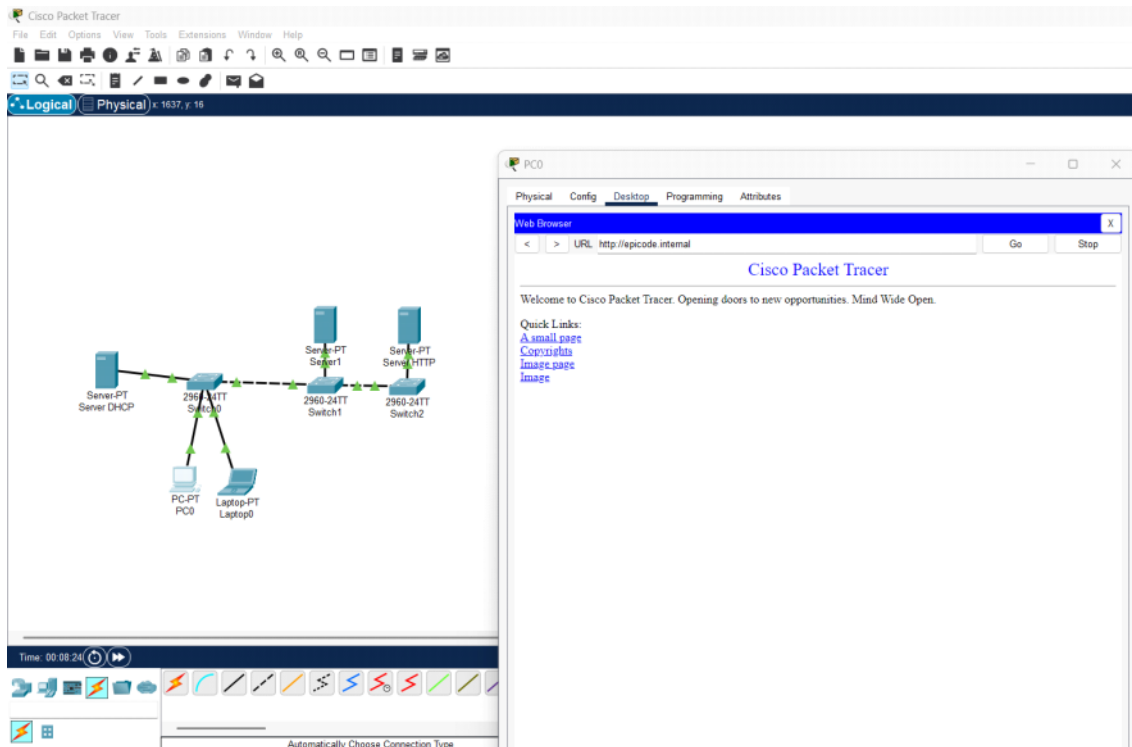 Cisco Packet Tracer
File Edit Options View Tools Extensions Window Help
Logical Physical x: 1637, y: 16
PC0
Physical Config Desktop Programming Attributes
Web Browser X
< > URL http://epicode.internal Go Stop
Cisco Packet Tracer
Welcome to Cisco Packet Tracer. Opening doors to new opportunities. Mind Wide Open.
Quick Links:
A small page
Copyrights
Image page
Image
Server-PT
Server1
Server-PT
Server HTTP
Server-PT
Server DHCP
2960-24TT
Switch0
2960-24TT
Switch1
2960-24TT
Switch2
PC-PT
PC0
Laptop-PT
Laptop0
Time: 00:08:24
Automatically Choose Connection Type